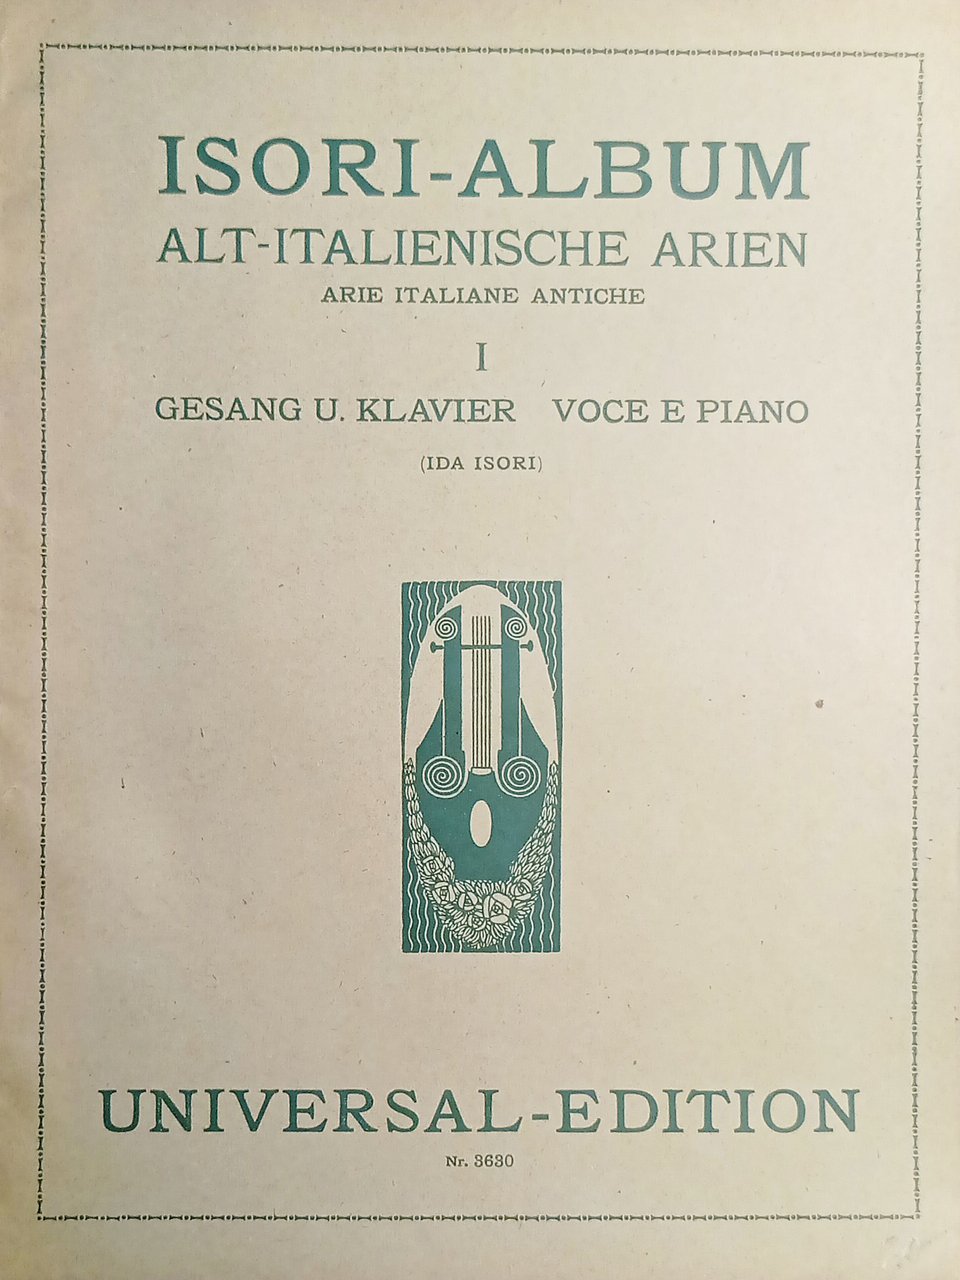 ISORI-ALBUM
ALT-ITALIENISCHE ARIEN
ARIE ITALIANE ANTICHE
I
GESANG U. KLAVIER VOCE E PIANO
(IDA ISORI)
UNIVERSAL-EDITION
Nr. 3630